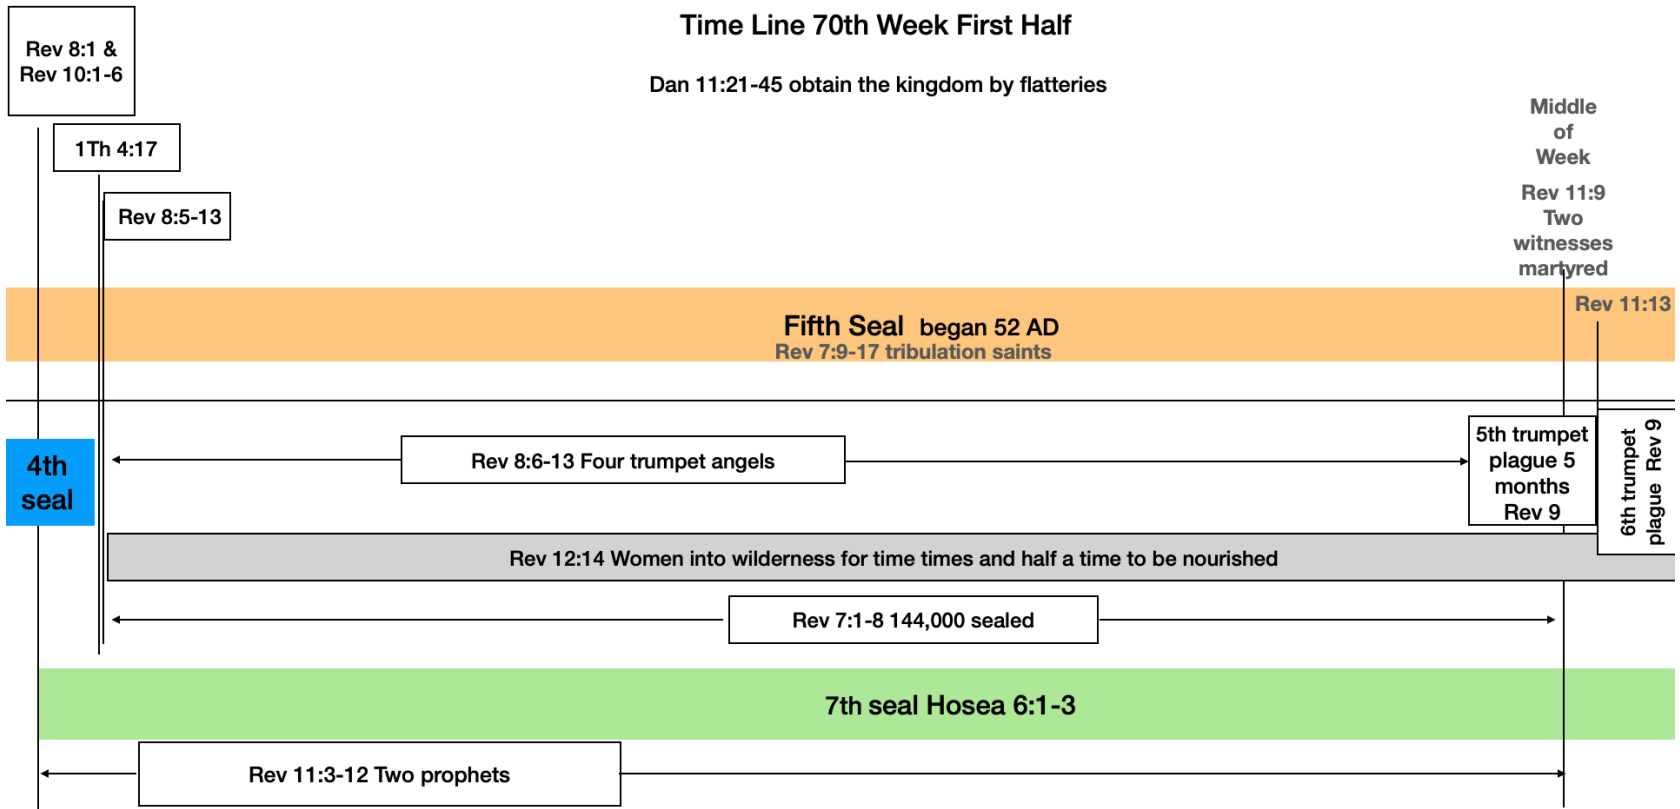 Time Line 70th Week First Half
Rev 8:1 &
Rev 10:1-6
Dan 11:21-45 obtain the kingdom by flatteries
Middle
of
Week
1Th 4:17
Rev 8:5-13
Rev 11:9
Two
witnesses
martyred
Rev 11:13
Fifth Seal began 52 AD
Rev 7:9-17 tribulation saints
4th
seal
Rev 8:6-13 Four trumpet angels
5th trumpet
plague 5
months
Rev 9
6th trumpet
plague Rev 9
Rev 12:14 Women into wilderness for time times and half a time to be nourished
Rev 7:1-8 144,000 sealed
7th seal Hosea 6:1-3
Rev 11:3-12 Two prophets